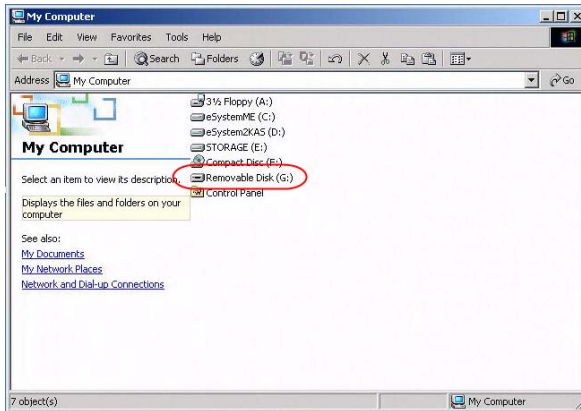 My Computer
File Edit View Favorites Tools Help
Back Search Folders
Address My Computer Go
3½ Floppy (A:)
eSystemME (C:)
eSystem2KAS (D:)
STORAGE (E:)
Compact Disc (F:)
Removable Disk (G:)
Control Panel
My Computer
Select an item to view its description.
Displays the files and folders on your
computer
See also:
My Documents
My Network Places
Network and Dial-up Connections
7 object(s) My Computer